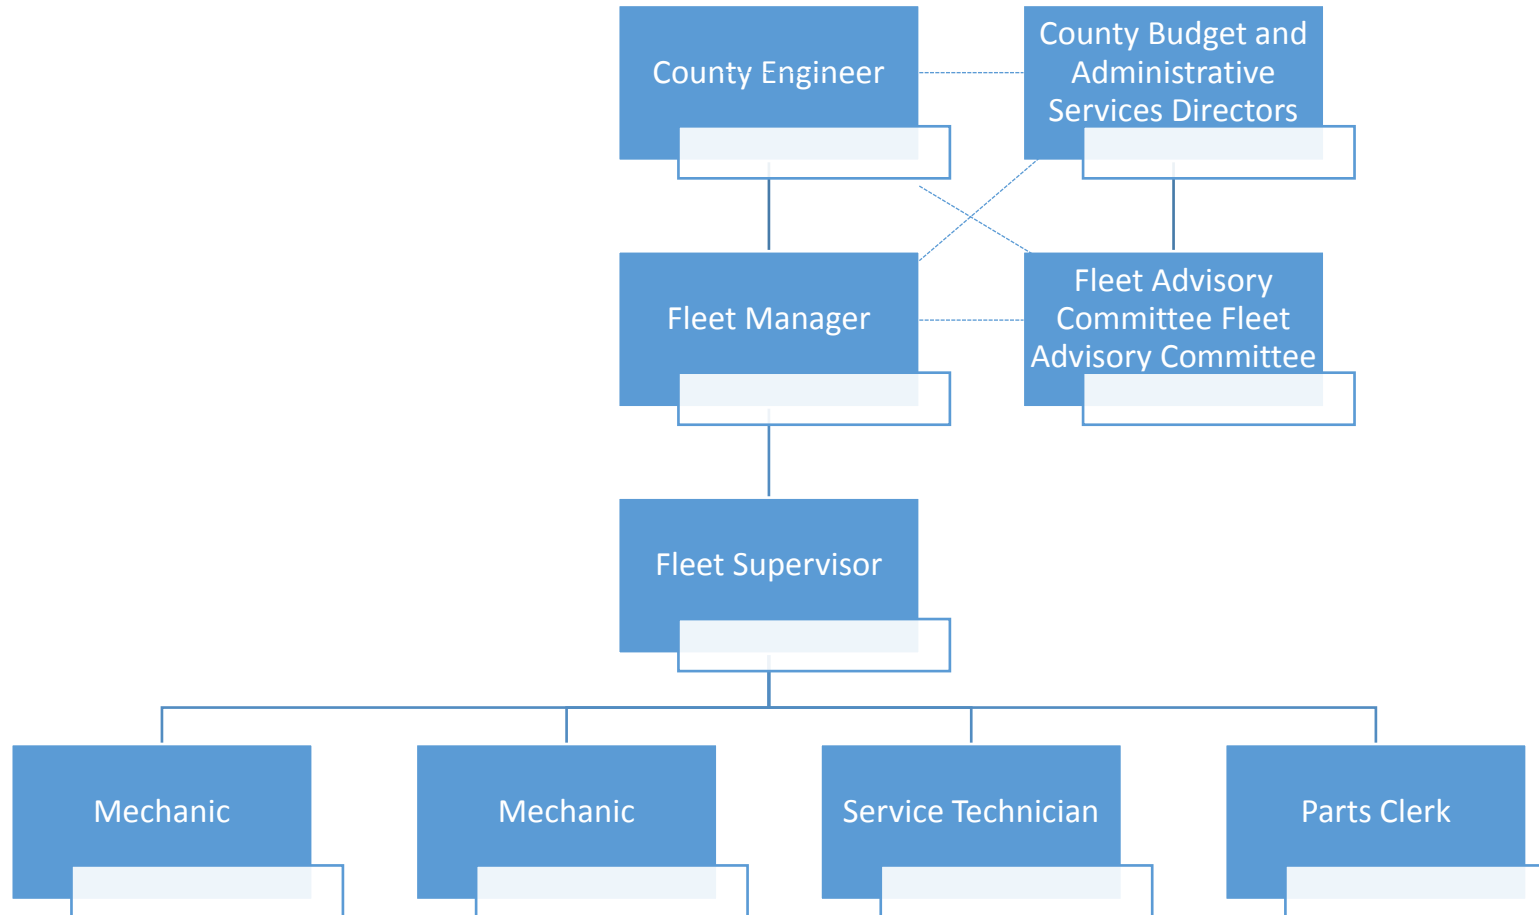 County Engineer
County Budget and
Administrative
Services Directors
Fleet Manager
Fleet Advisory
Committee Fleet
Advisory Committee
Fleet Supervisor
Mechanic
Mechanic
Service Technician
Parts Clerk